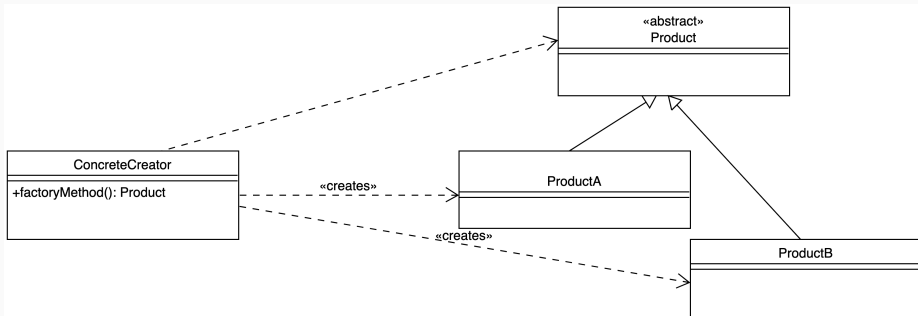 «abstract»
Product
ConcreteCreator
+factoryMethod(): Product
«creates»
ProductA
«creates»
ProductB